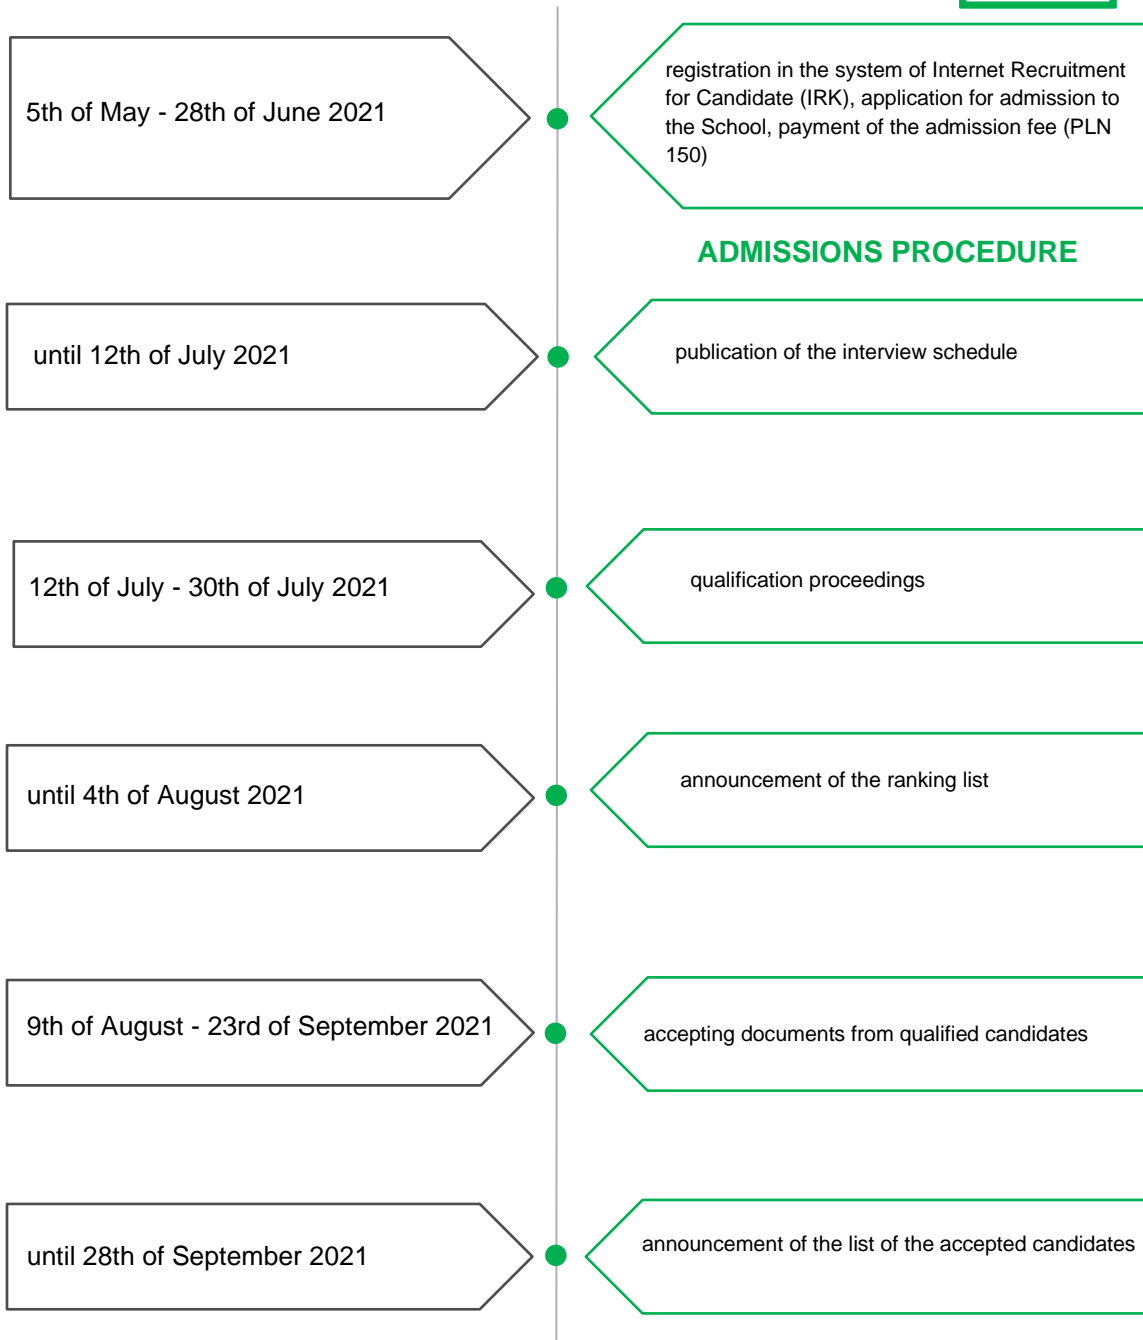 5th of May - 28th of June 2021
registration in the system of Internet Recruitment
for Candidate (IRK), application for admission to
the School, payment of the admission fee (PLN
150)
ADMISSIONS PROCEDURE
until 12th of July 2021
publication of the interview schedule
12th of July - 30th of July 2021
qualification proceedings
until 4th of August 2021
announcement of the ranking list
9th of August - 23rd of September 2021
accepting documents from qualified candidates
until 28th of September 2021
announcement of the list of the accepted candidates